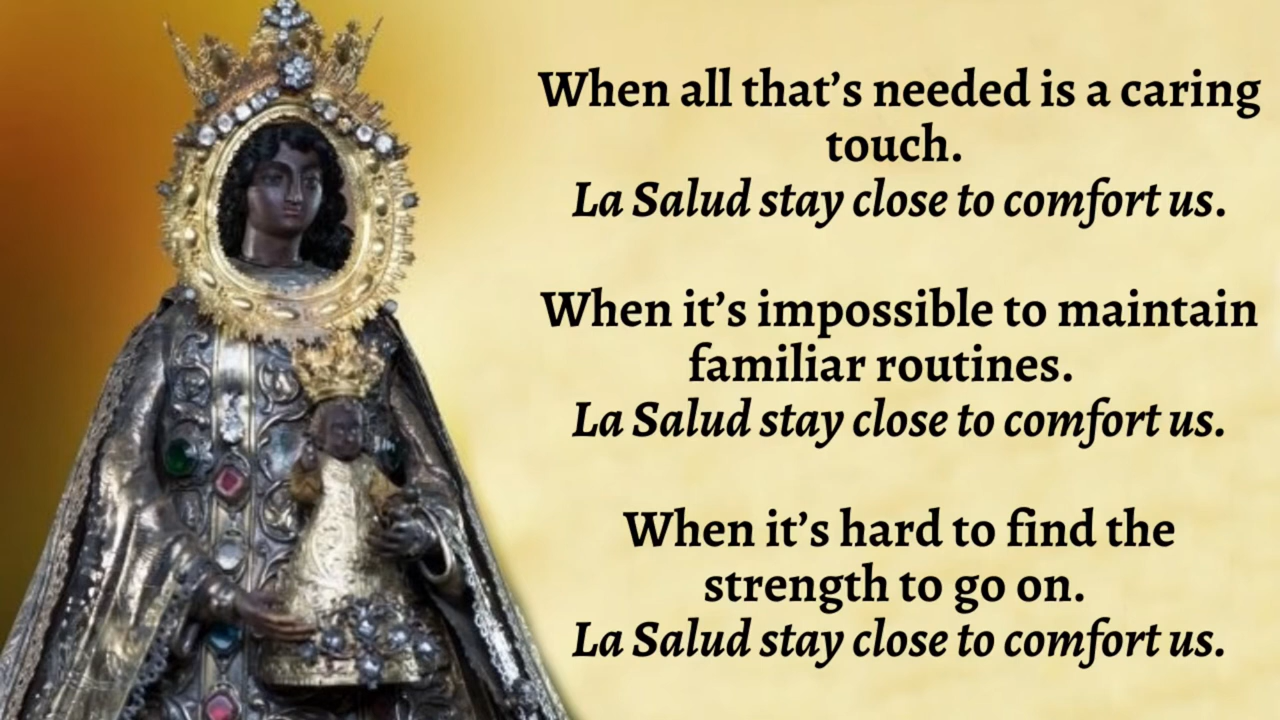 When all that’s needed is a caring
touch.
La Salud stay close to comfort us.
When it’s impossible to maintain
familiar routines.
La Salud stay close to comfort us.
When it’s hard to find the
strength to go on.
La Salud stay close to comfort us.